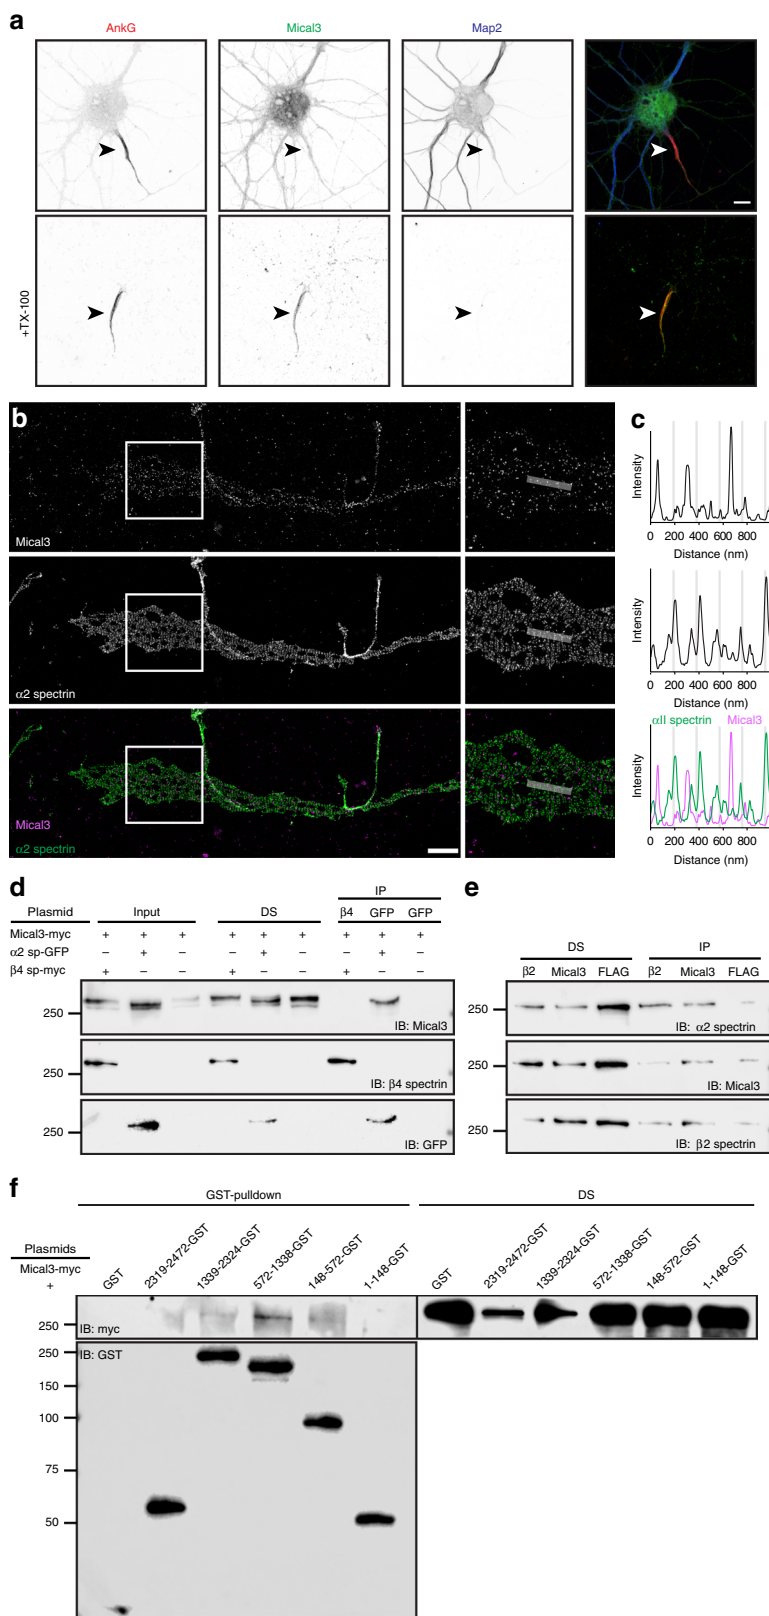 a
AnkG Mical3 Map2
+TX-100
b
Mical3
α2 spectrin
Mical3
α2 spectrin
c
Intensity
0 200 400 600 800
Distance (nm)
Intensity
0 200 400 600 800
Distance (nm)
αII spectrin Mical3
Intensity
0 200 400 600 800
Distance (nm)
d
IP
Plasmid Input DS β4 GFP GFP
Mical3-myc + + + + + + + + +
α2 sp-GFP – + – – + – – + –
β4 sp-myc + – – + – – + – –
250
IB: Mical3
250
IB: β4 spectrin
250
IB: GFP
e
DS IP
β2 Mical3 FLAG β2 Mical3 FLAG
250
IB: α2 spectrin
250
IB: Mical3
250
IB: β2 spectrin
f
GST-pulldown DS
Plasmids
Mical3-myc
+
GST 2319-2472-GST 1339-2324-GST 572-1338-GST 148-572-GST 1-148-GST GST 2319-2472-GST 1339-2324-GST 572-1338-GST 148-572-GST 1-148-GST
250
IB: myc
250
IB: GST
150
100
75
50